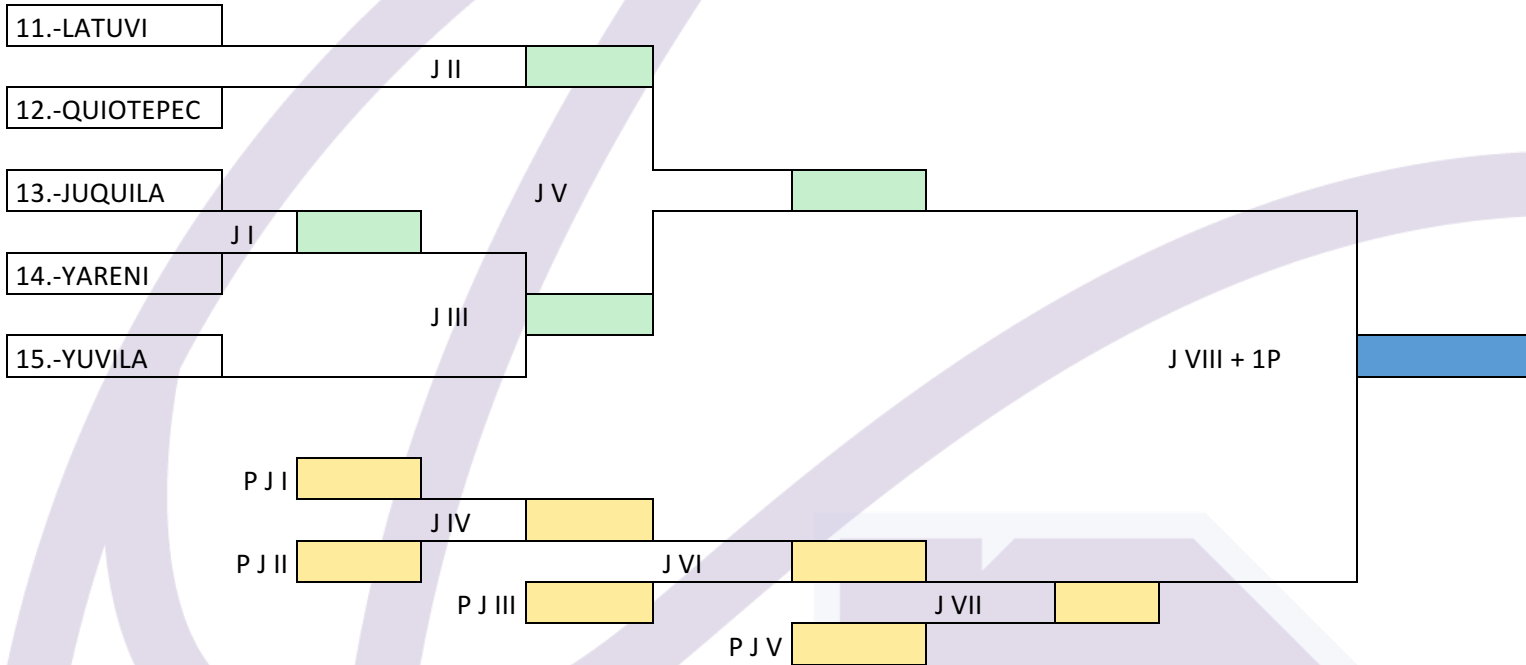 11.-LATUVI
J II
12.-QUIOTEPEC
13.-JUQUILA
J V
J I
14.-YARENI
J III
15.-YUVILA
J VIII + 1P
P J I
J IV
P J II
J VI
P J III
J VII
P J V